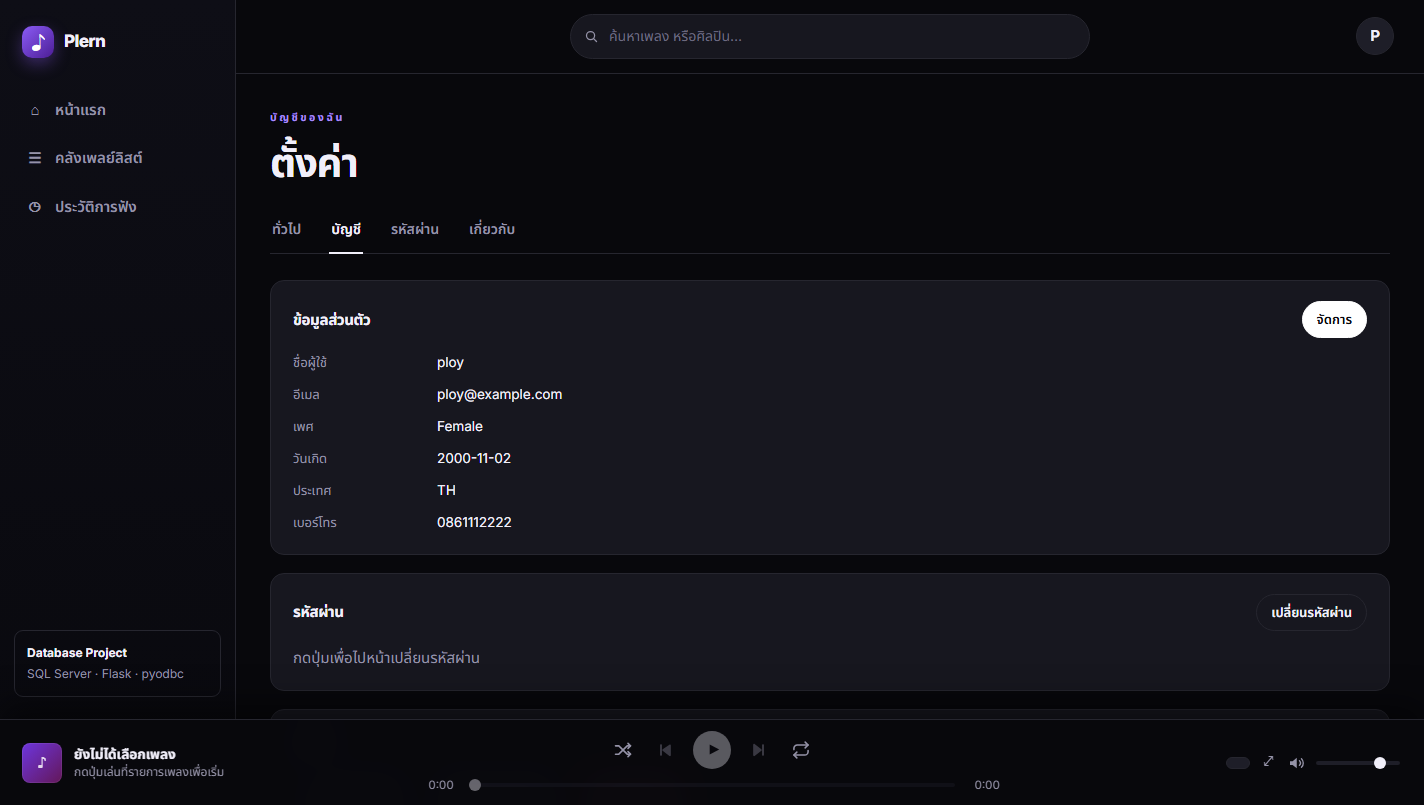 Plern
ค้นหาเพลง หรือศิลปิน...
P
หน้าแรก
คลังเพลย์ลิสต์
ประวัติการฟัง
บัญชีของฉัน
ตั้งค่า
ทั่วไป
บัญชี
รหัสผ่าน
เกี่ยวกับ
ข้อมูลส่วนตัว
จัดการ
ชื่อผู้ใช้ ploy
อีเมล ploy@example.com
เพศ Female
วันเกิด 2000-11-02
ประเทศ TH
เบอร์โทร 0861112222
รหัสผ่าน
เปลี่ยนรหัสผ่าน
กดปุ่มเพื่อไปหน้าเปลี่ยนรหัสผ่าน
Database Project
SQL Server · Flask · pyodbc
ยังไม่ได้เลือกเพลง
กดปุ่มเล่นที่รายการเพลงเพื่อเริ่ม
0:00
0:00